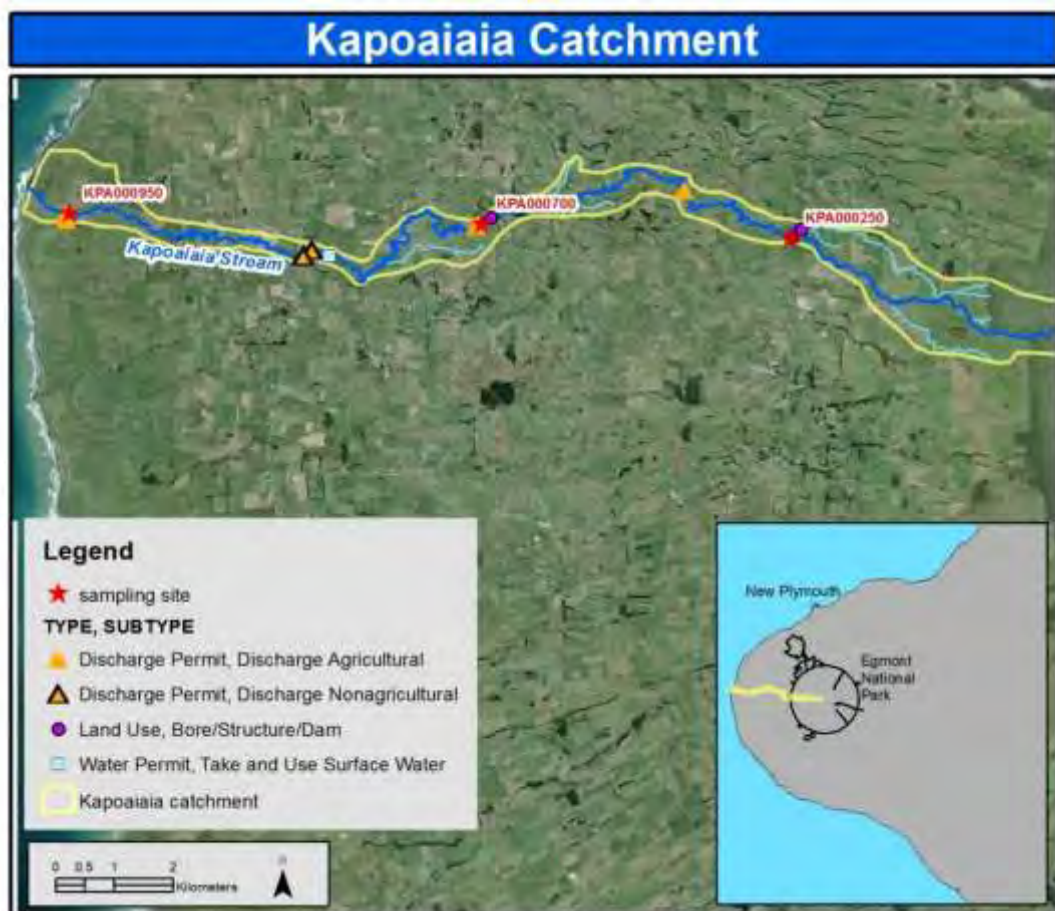 Kapoaiaia Catchment
KPA000950
KPA000700
KPA000250
Kapoaiaia Stream
Legend
sampling site
TYPE, SUBTYPE
Discharge Permit, Discharge Agricultural
Discharge Permit, Discharge Nonagricultural
Land Use, Bore/Structure/Dam
Water Permit, Take and Use Surface Water
Kapoaiaia catchment
0 0.5 1 2
Kilometers
N
New Plymouth
Egmont
National
Park